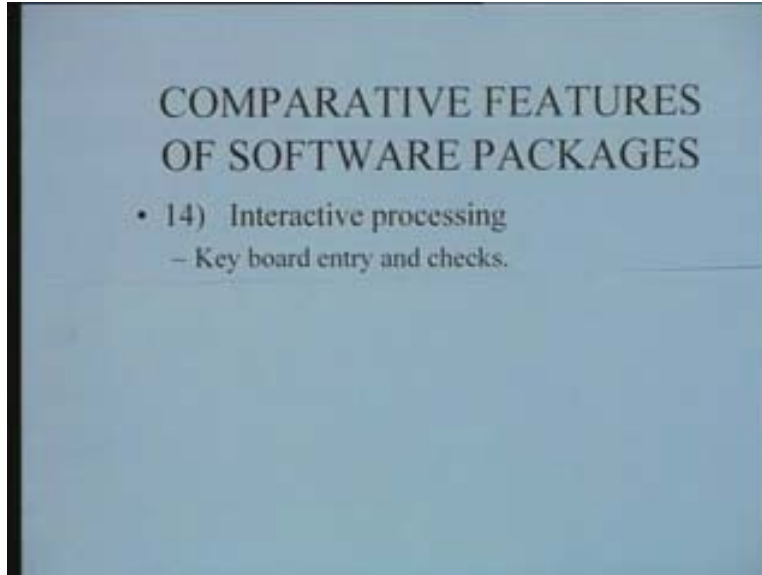 COMPARATIVE FEATURES
OF SOFTWARE PACKAGES
• 14) Interactive processing
– Key board entry and checks.